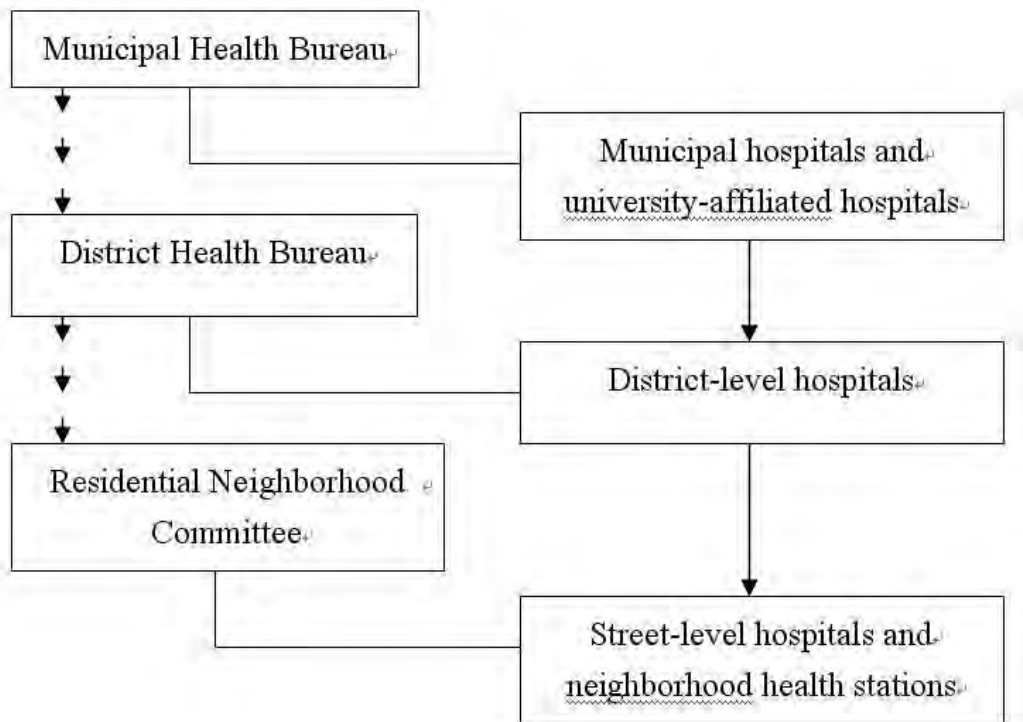 Municipal Health Bureau
Municipal hospitals and
university-affiliated hospitals
District Health Bureau
District-level hospitals
Residential Neighborhood
Committee
Street-level hospitals and
neighborhood health stations